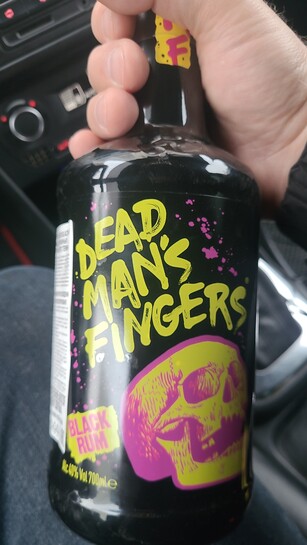 DEAD
MAN'S
FINGERS
BLACK
RUM
Alc 40% Vol 700ml e